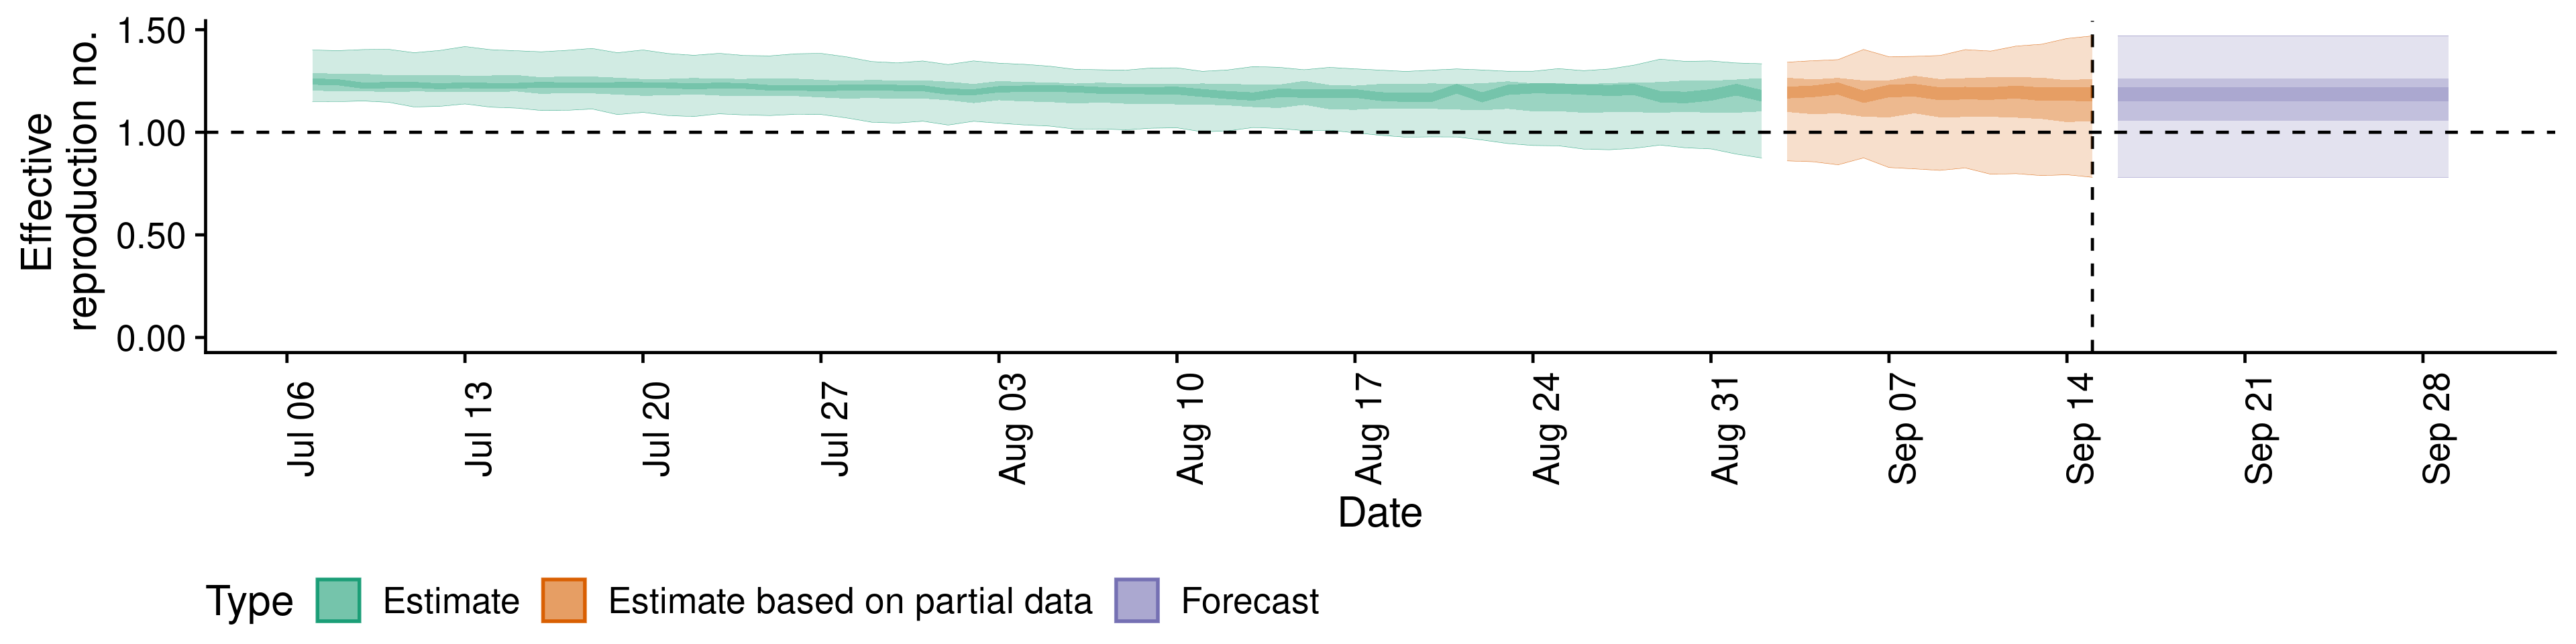 Effective
reproduction no.
1.50
1.00
0.50
0.00
Jul 06
Jul 13
Jul 20
Jul 27
Aug 03
Aug 10
Aug 17
Aug 24
Aug 31
Sep 07
Sep 14
Sep 21
Sep 28
Date
Type Estimate Estimate based on partial data Forecast